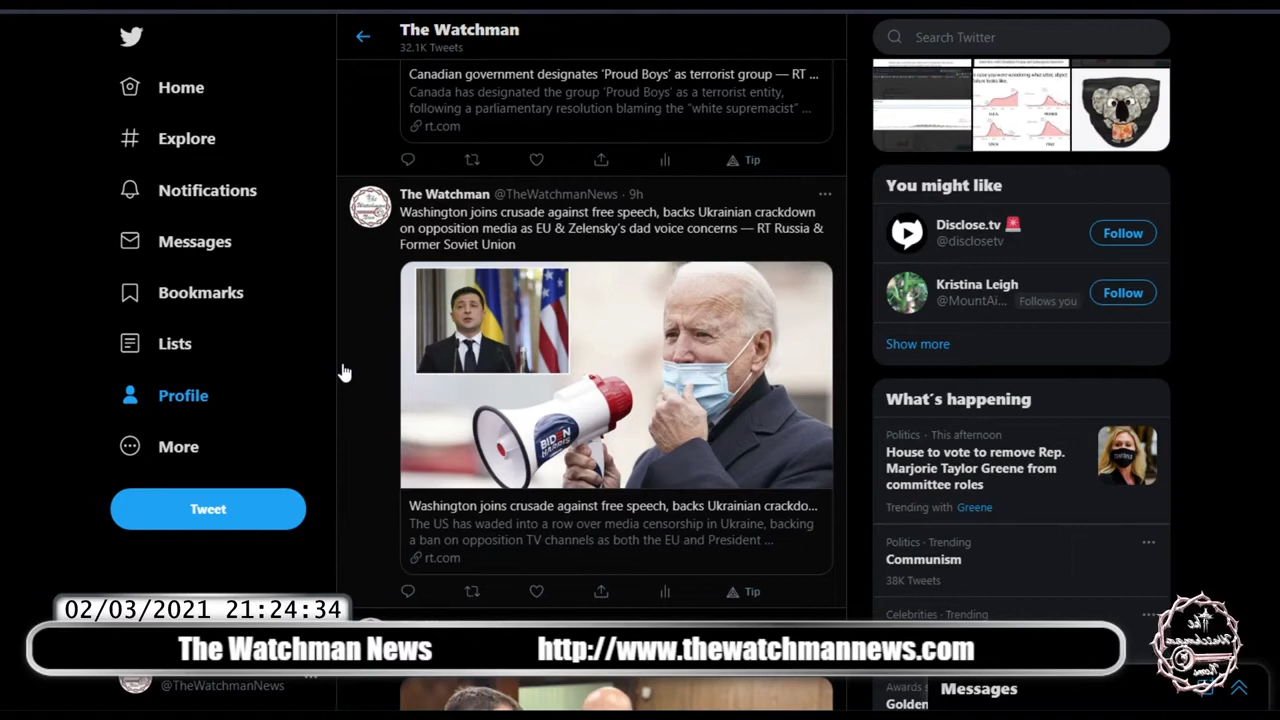 The Watchman
32.1K Tweets
Search Twitter
Home
Explore
Notifications
Messages
Bookmarks
Lists
Profile
More
Tweet
Canadian government designates 'Proud Boys' as terrorist group — RT ...
Canada has designated the group 'Proud Boys' as a terrorist entity,
following a parliamentary resolution blaming the "white supremacist" ...
rt.com
Tip
The Watchman @TheWatchmanNews · 9h
Washington joins crusade against free speech, backs Ukrainian crackdown
on opposition media as EU & Zelensky's dad voice concerns — RT Russia &
Former Soviet Union
BIDEN
HARRIS
Washington joins crusade against free speech, backs Ukrainian crackdo...
The US has waded into a row over media censorship in Ukraine, backing
a ban on opposition TV channels as both the EU and President ...
rt.com
Tip
You might like
Disclose.tv
@disclosetv
Follow
Kristina Leigh
@MountAi... Follows you
Follow
Show more
What's happening
Politics · This afternoon
House to vote to remove Rep.
Marjorie Taylor Greene from
committee roles
Trending with Greene
Politics · Trending
Communism
38K Tweets
Celebrities · Trending
02/03/2021 21:24:34
The Watchman News http://www.thewatchmannews.com
@TheWatchmanNews
Awards
Golden
Messages
The
Watchman
News